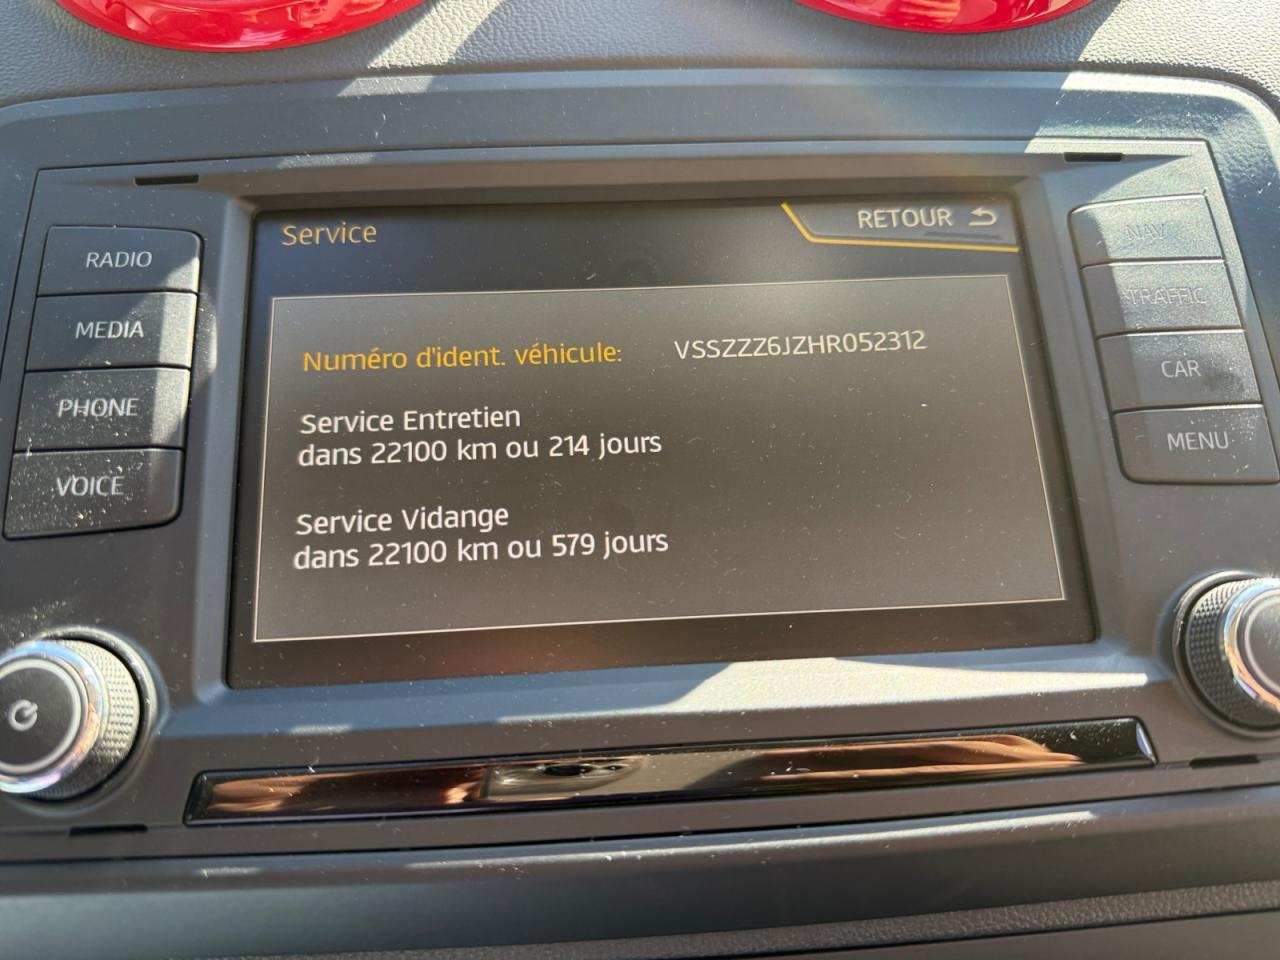 Service
RETOUR
RADIO
MEDIA
PHONE
VOICE
NAV
TRAFFIC
CAR
MENU
Numéro d'ident. véhicule: VSSZZZ6JZHR052312
Service Entretien
dans 22100 km ou 214 jours
Service Vidange
dans 22100 km ou 579 jours